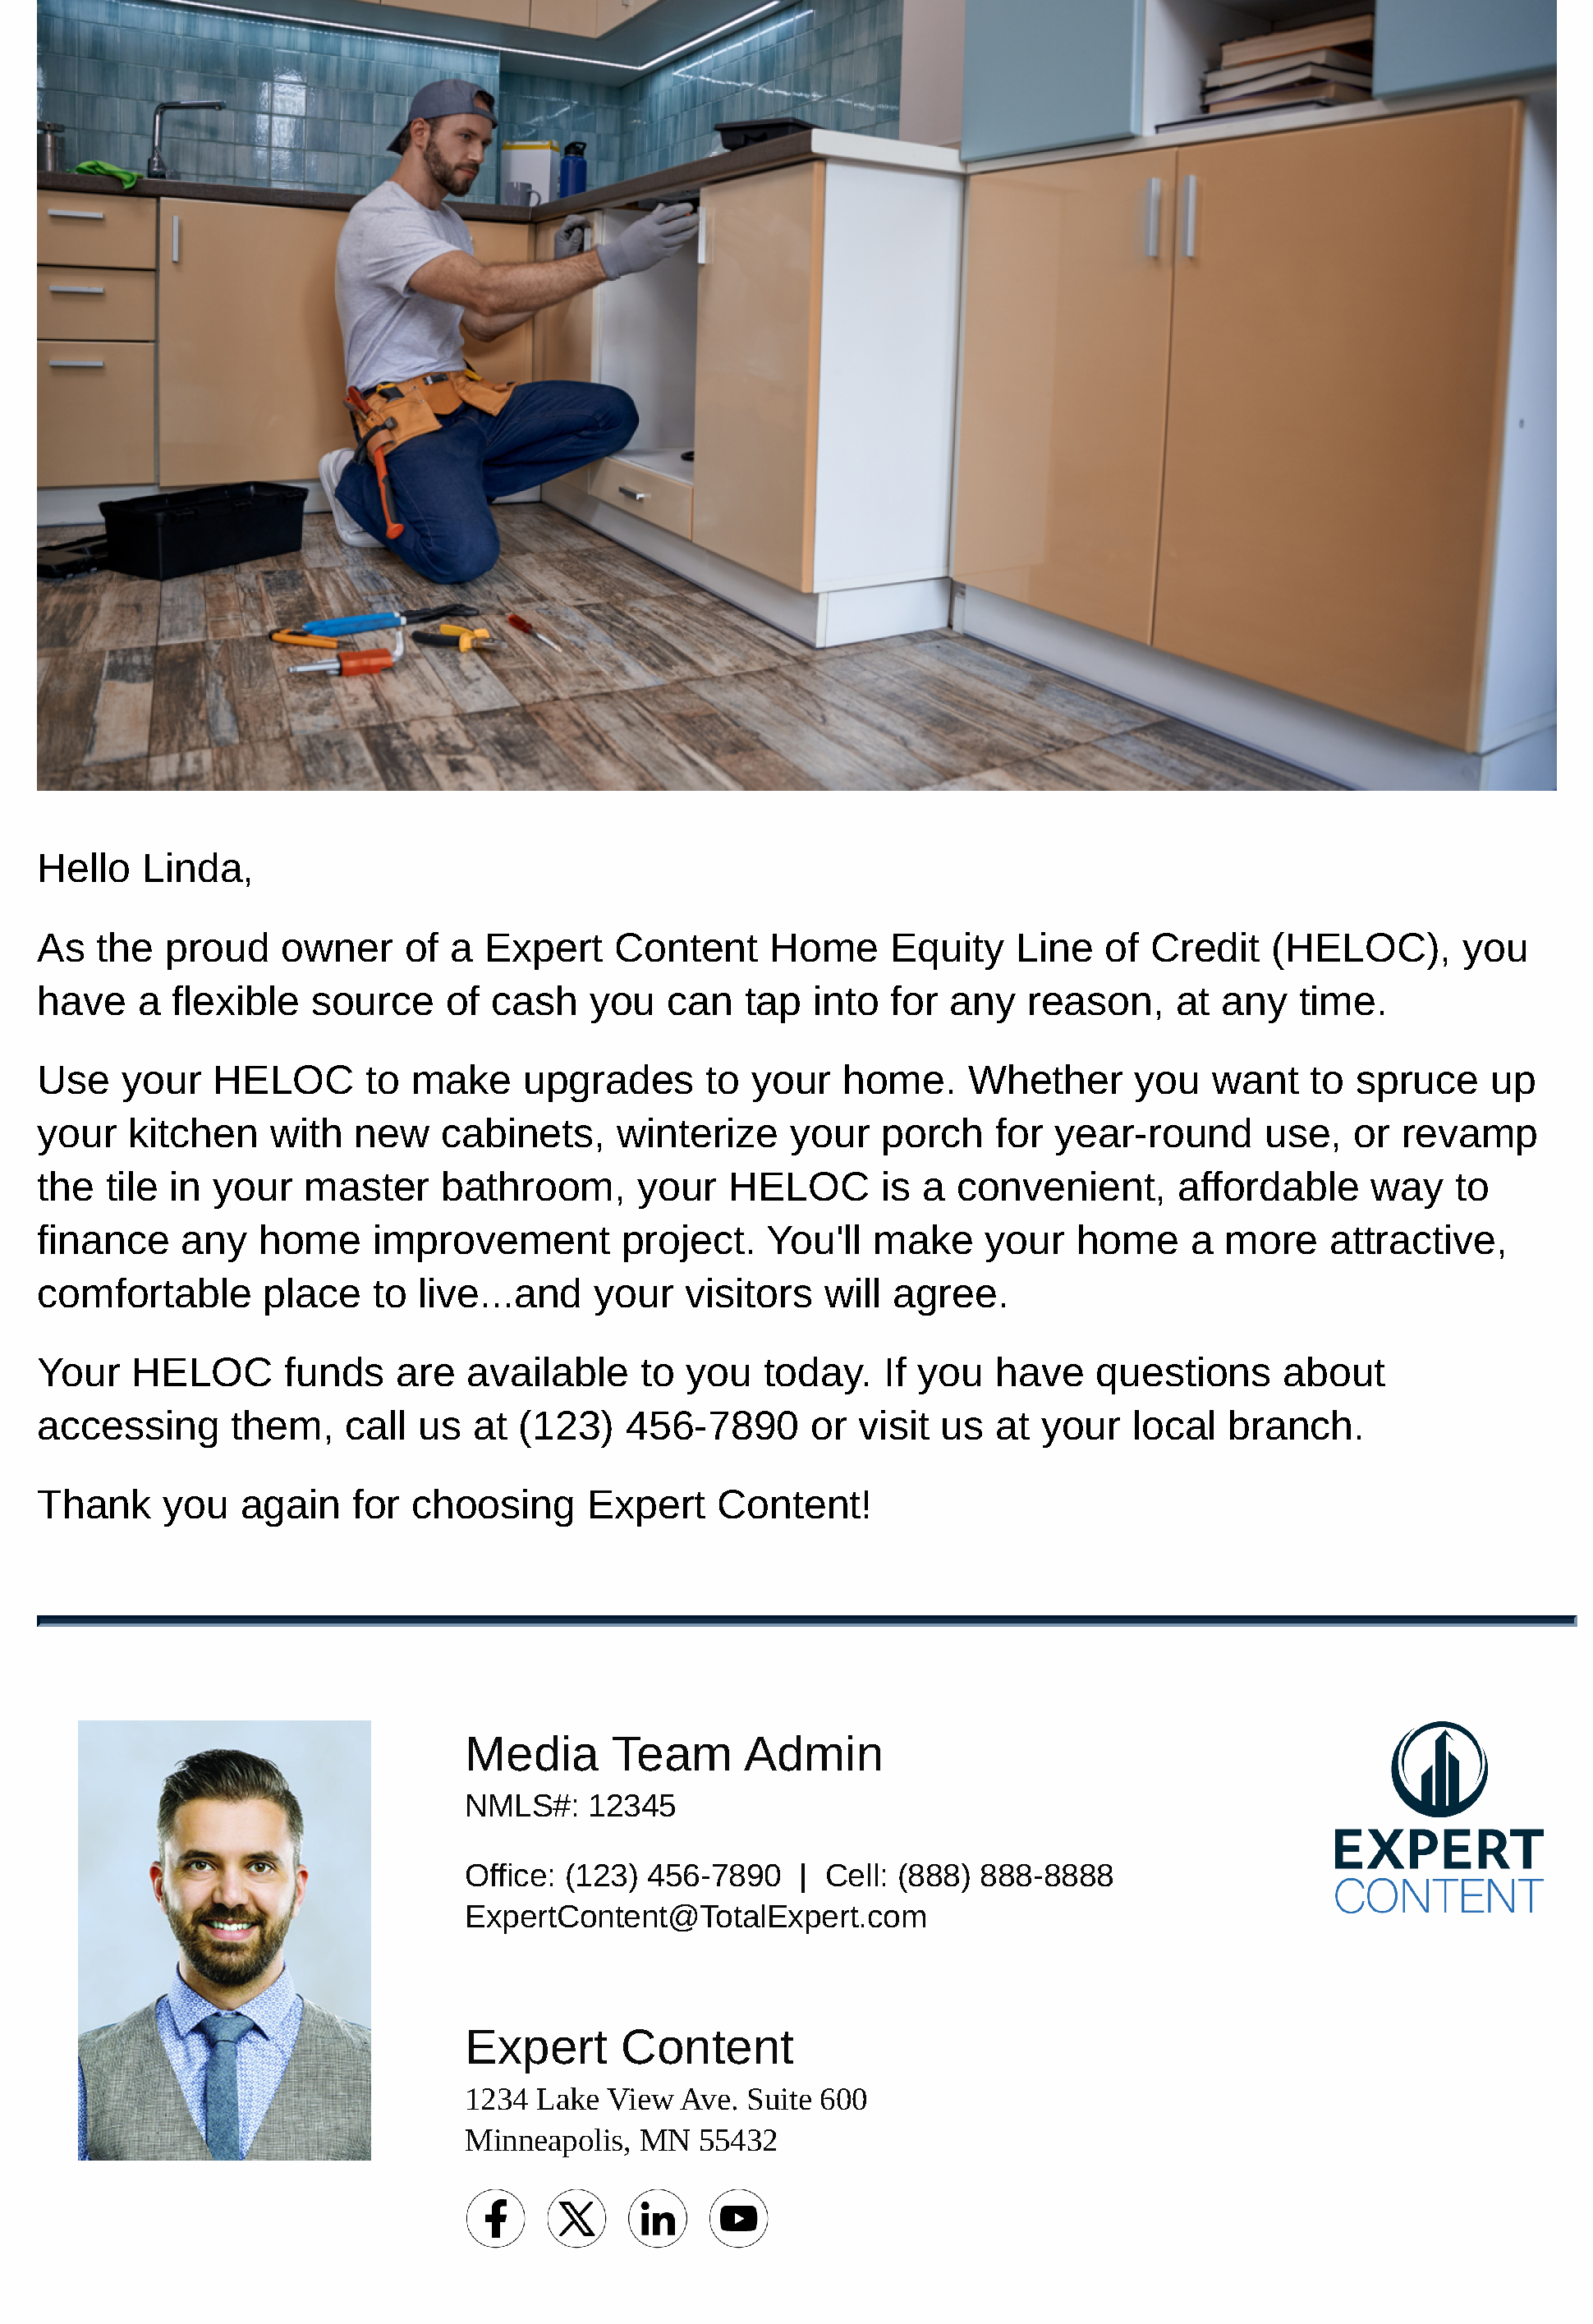 Hello Linda,
As the proud owner of a Expert Content Home Equity Line of Credit (HELOC), you
have a flexible source of cash you can tap into for any reason, at any time.
Use your HELOC to make upgrades to your home. Whether you want to spruce up
your kitchen with new cabinets, winterize your porch for year-round use, or revamp
the tile in your master bathroom, your HELOC is a convenient, affordable way to
finance any home improvement project. You'll make your home a more attractive,
comfortable place to live...and your visitors will agree.
Your HELOC funds are available to you today. If you have questions about
accessing them, call us at (123) 456-7890 or visit us at your local branch.
Thank you again for choosing Expert Content!
Media Team Admin
NMLS#: 12345
Office: (123) 456-7890 | Cell: (888) 888-8888
ExpertContent@TotalExpert.com
EXPERT
CONTENT
Expert Content
1234 Lake View Ave. Suite 600
Minneapolis, MN 55432